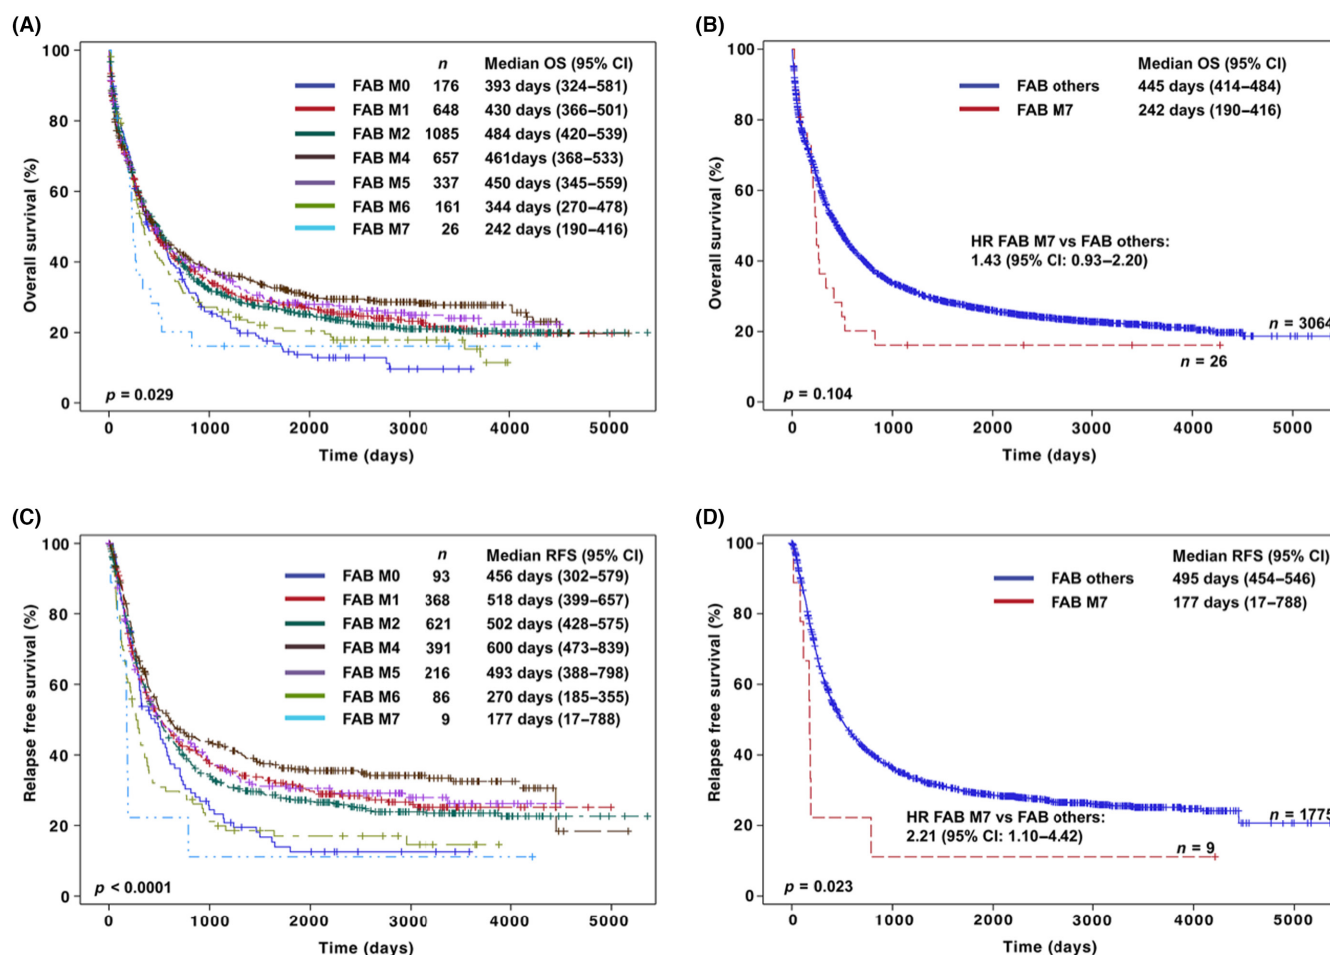 (A)
n Median OS (95% CI)
FAB M0 176 393 days (324–581)
FAB M1 648 430 days (366–501)
FAB M2 1085 484 days (420–539)
FAB M4 657 461days (368–533)
FAB M5 337 450 days (345–559)
FAB M6 161 344 days (270–478)
FAB M7 26 242 days (190–416)
Overall survival (%)
100
80
60
40
20
0
p = 0.029
0 1000 2000 3000 4000 5000
Time (days)
(B)
Median OS (95% CI)
FAB others 445 days (414–484)
FAB M7 242 days (190–416)
Overall survival (%)
100
80
60
40
20
0
HR FAB M7 vs FAB others:
1.43 (95% CI: 0.93–2.20)
n = 3064
n = 26
p = 0.104
0 1000 2000 3000 4000 5000
Time (days)
(C)
n Median RFS (95% CI)
FAB M0 93 456 days (302–579)
FAB M1 368 518 days (399–657)
FAB M2 621 502 days (428–575)
FAB M4 391 600 days (473–839)
FAB M5 216 493 days (388–798)
FAB M6 86 270 days (185–355)
FAB M7 9 177 days (17–788)
Relapse free survival (%)
100
80
60
40
20
0
p < 0.0001
0 1000 2000 3000 4000 5000
Time (days)
(D)
Median RFS (95% CI)
FAB others 495 days (454–546)
FAB M7 177 days (17–788)
Relapse free survival (%)
100
80
60
40
20
0
HR FAB M7 vs FAB others:
2.21 (95% CI: 1.10–4.42)
n = 1775
n = 9
p = 0.023
0 1000 2000 3000 4000 5000
Time (days)